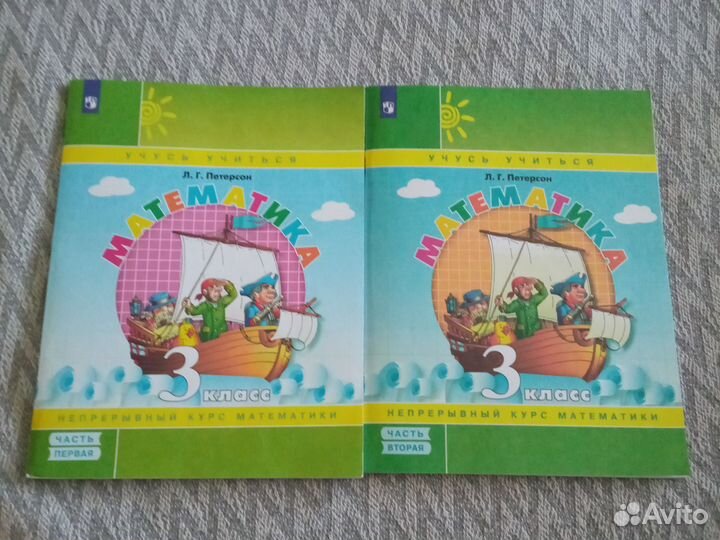 УЧУСЬ УЧИТЬСЯ
Л. Г. Петерсон
МАТЕМАТИКА
3 класс
НЕПРЕРЫВНЫЙ КУРС МАТЕМАТИКИ
ЧАСТЬ
ПЕРВАЯ
УЧУСЬ УЧИТЬСЯ
Л. Г. Петерсон
МАТЕМАТИКА
3 класс
НЕПРЕРЫВНЫЙ КУРС МАТЕМАТИКИ
ЧАСТЬ
ВТОРАЯ
Avito